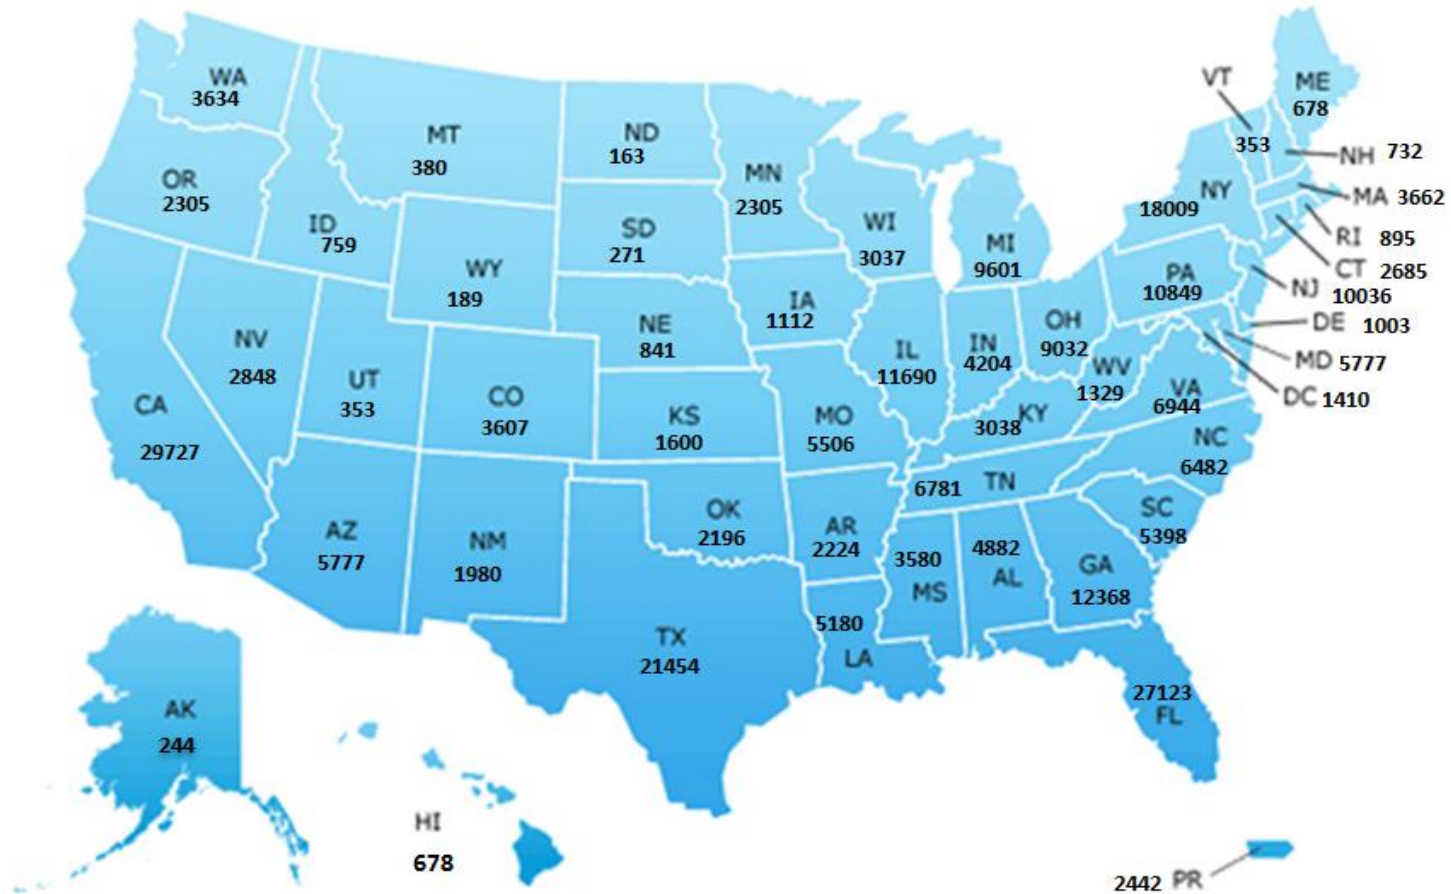 WA
3634
OR
2305
CA
29727
NV
2848
ID
759
MT
380
WY
189
UT
353
AZ
5777
CO
3607
NM
1980
ND
163
SD
271
NE
841
KS
1600
OK
2196
TX
21454
MN
2305
IA
1112
MO
5506
AR
2224
5180
LA
WI
3037
IL
11690
MI
9601
IN
4204
OH
9032
KY
3038
TN
6781
3580
MS
4882
AL
GA
12368
27123
FL
SC
5398
NC
6482
VA
6944
WV
1329
PA
10849
NY
18009
VT
353
ME
678
NH 732
MA 3662
RI 895
CT 2685
NJ 10036
DE 1003
MD 5777
DC 1410
AK
244
HI
678
2442 PR